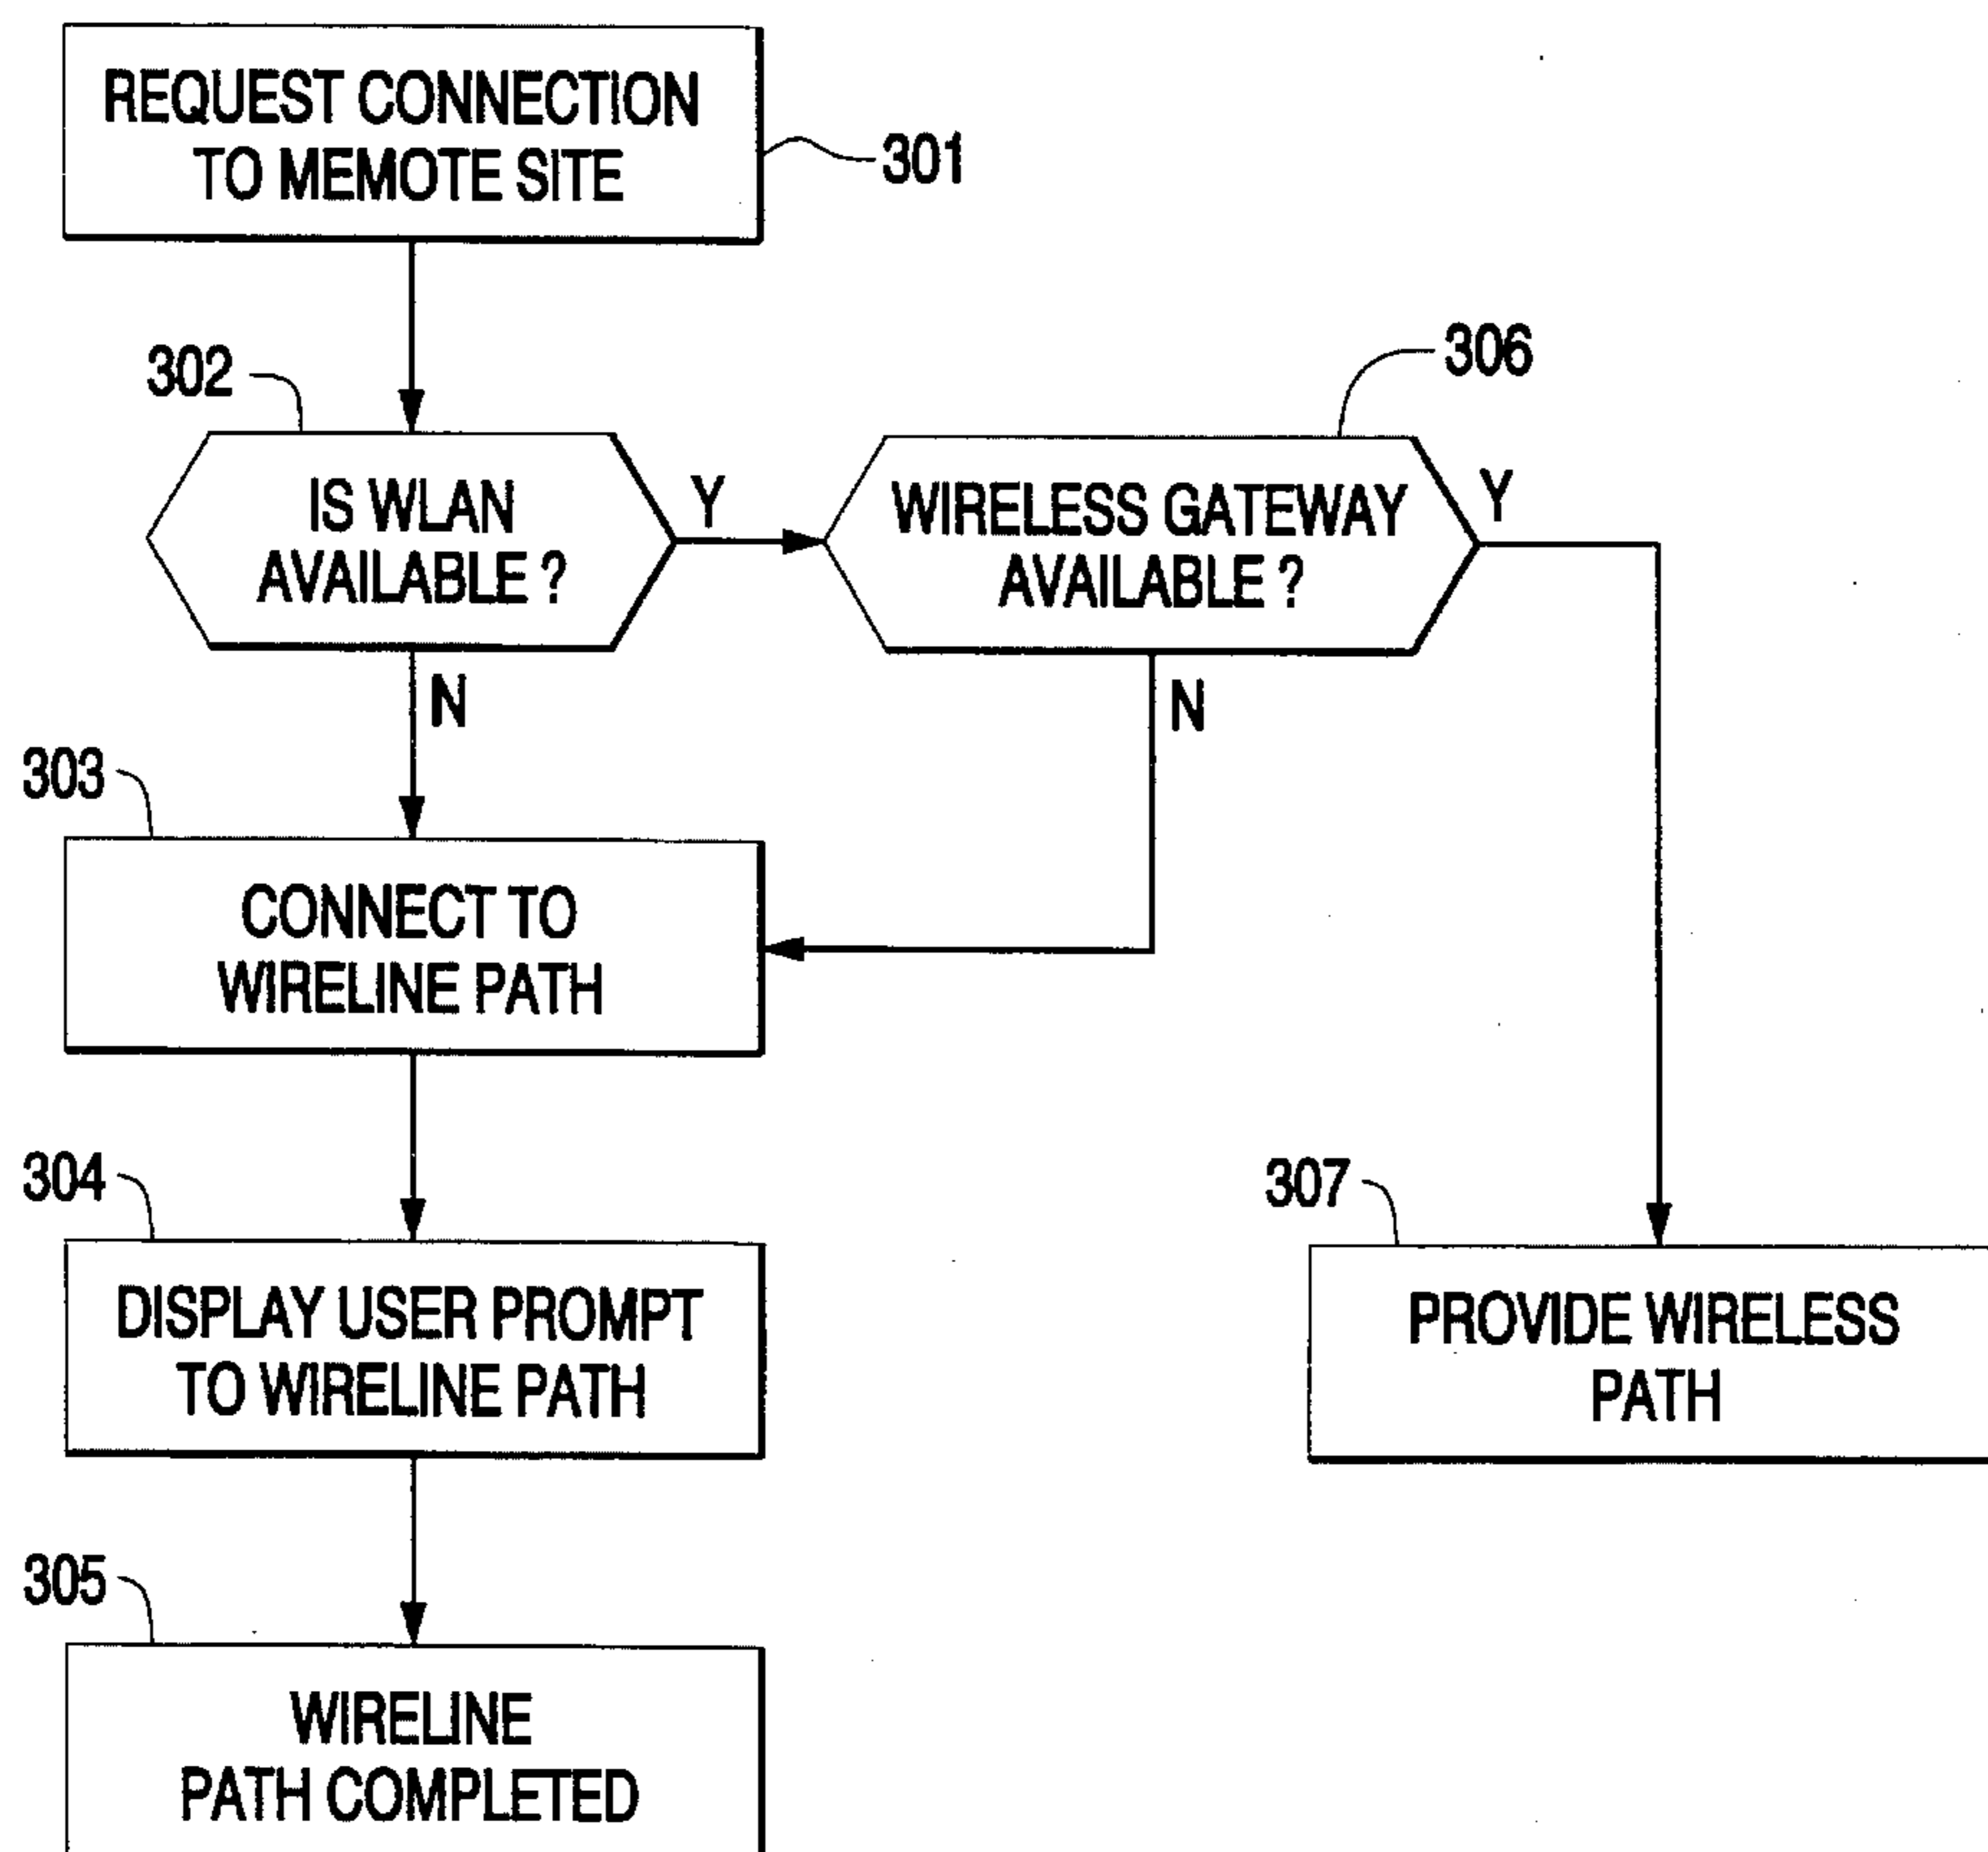 REQUEST CONNECTION
TO MEMOTE SITE
301
302
306
IS WLAN
AVAILABLE ?
Y
WIRELESS GATEWAY
AVAILABLE ?
Y
N
N
303
CONNECT TO
WIRELINE PATH
304
307
DISPLAY USER PROMPT
TO WIRELINE PATH
PROVIDE WIRELESS
PATH
305
WIRELINE
PATH COMPLETED